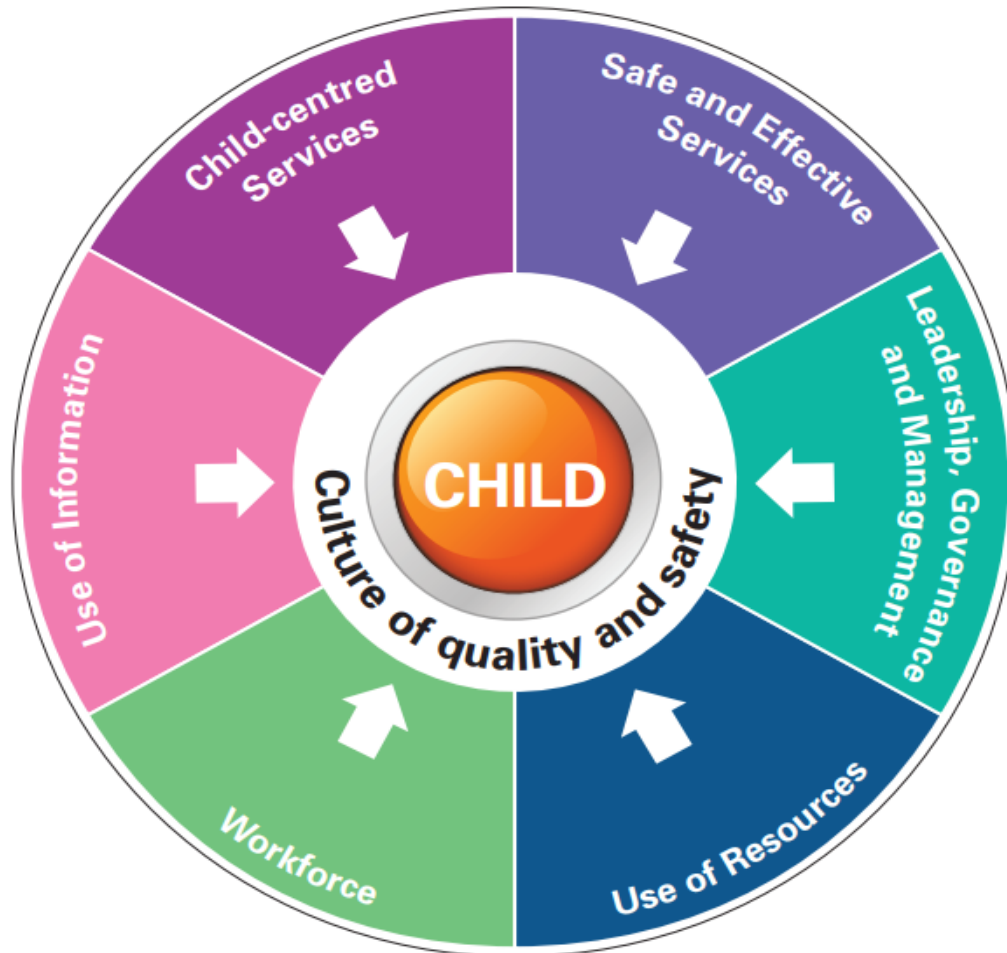 Child-centred
Services
Safe and Effective
Services
Leadership, Governance
and Management
Use of Resources
Workforce
Use of Information
CHILD
Culture of quality and safety